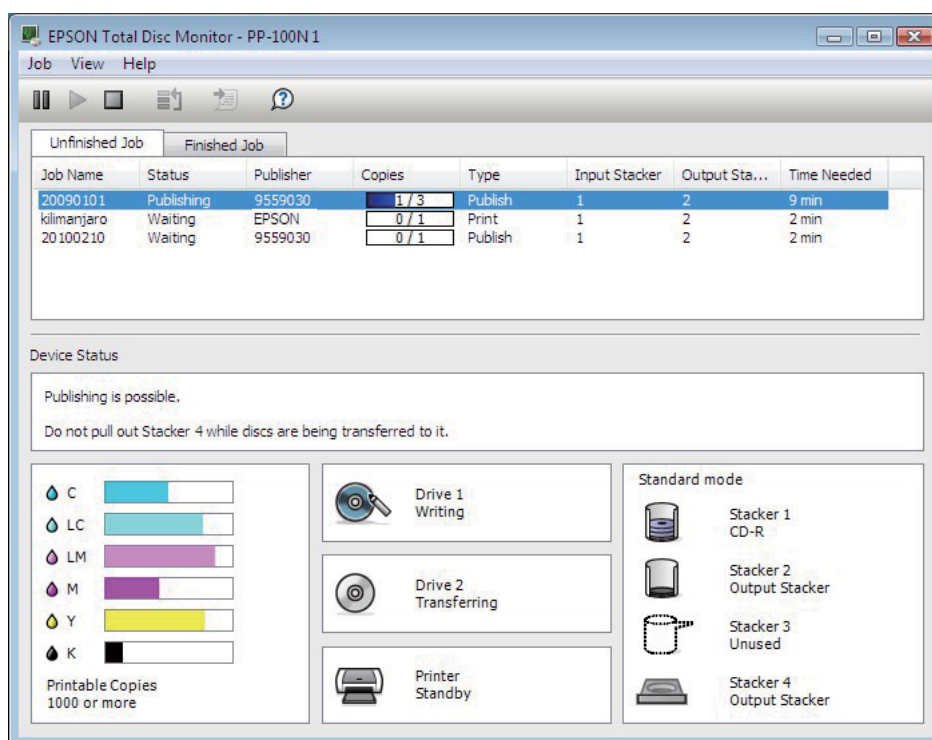 EPSON Total Disc Monitor - PP-100N 1
Job View Help
Unfinished Job Finished Job
Job Name Status Publisher Copies Type Input Stacker Output Sta... Time Needed
20090101 Publishing 9559030 1 / 3 Publish 1 2 9 min
kilimanjaro Waiting EPSON 0 / 1 Print 1 2 2 min
20100210 Waiting 9559030 0 / 1 Publish 1 2 2 min
Device Status
Publishing is possible.
Do not pull out Stacker 4 while discs are being transferred to it.
C
LC
LM
M
Y
K
Printable Copies
1000 or more
Drive 1
Writing
Drive 2
Transferring
Printer
Standby
Standard mode
Stacker 1
CD-R
Stacker 2
Output Stacker
Stacker 3
Unused
Stacker 4
Output Stacker